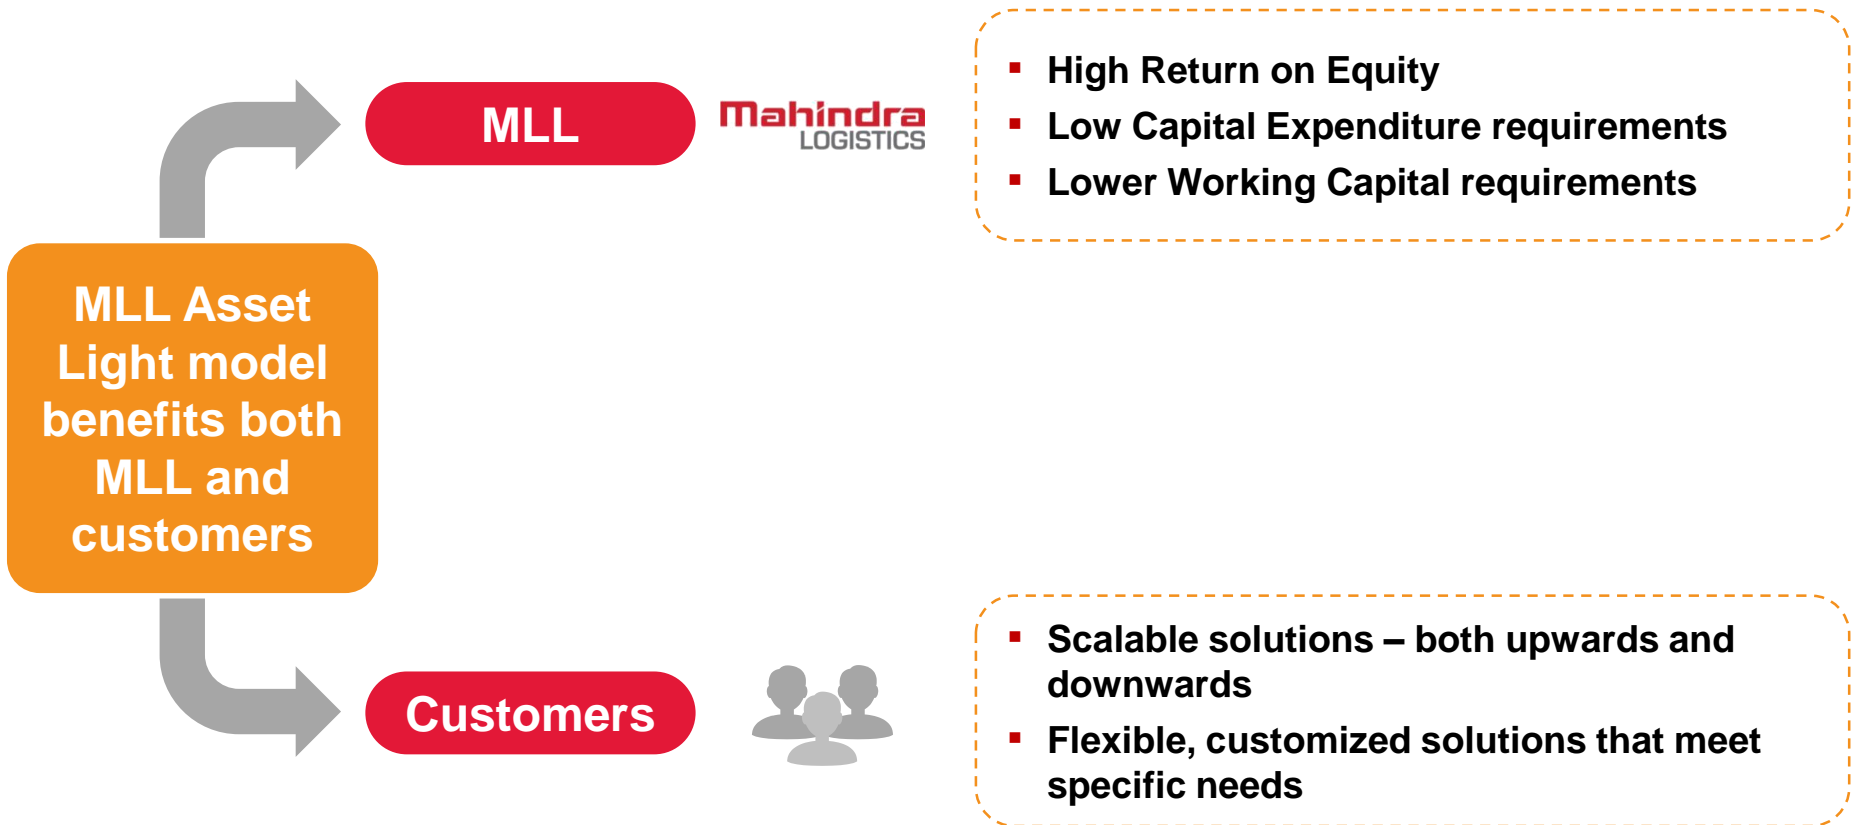 MLL
Mahindra
LOGISTICS
▪ High Return on Equity
▪ Low Capital Expenditure requirements
▪ Lower Working Capital requirements
MLL Asset
Light model
benefits both
MLL and
customers
Customers
▪ Scalable solutions – both upwards and
downwards
▪ Flexible, customized solutions that meet
specific needs